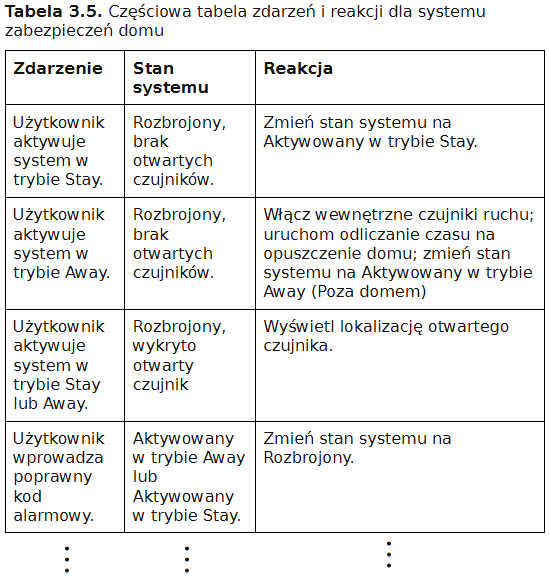 Tabela 3.5. Częściowa tabela zdarzeń i reakcji dla systemu
zabezpieczeń domu
Zdarzenie
Stan
systemu
Reakcja
Użytkownik
aktywuje
system w
trybie Stay.
Rozbrojony,
brak
otwartych
czujników.
Zmień stan systemu na
Aktywowany w trybie Stay.
Użytkownik
aktywuje
system w
trybie Away.
Rozbrojony,
brak
otwartych
czujników.
Włącz wewnętrzne czujniki ruchu;
uruchom odliczanie czasu na
opuszczenie domu; zmień stan
systemu na Aktywowany w trybie
Away (Poza domem)
Użytkownik
aktywuje
system w
trybie Stay
lub Away.
Rozbrojony,
wykryto
otwarty
czujnik
Wyświetl lokalizację otwartego
czujnika.
Użytkownik
wprowadza
poprawny
kod
alarmowy.
Aktywowany
w trybie Away
lub
Aktywowany
w trybie Stay.
Zmień stan systemu na
Rozbrojony.